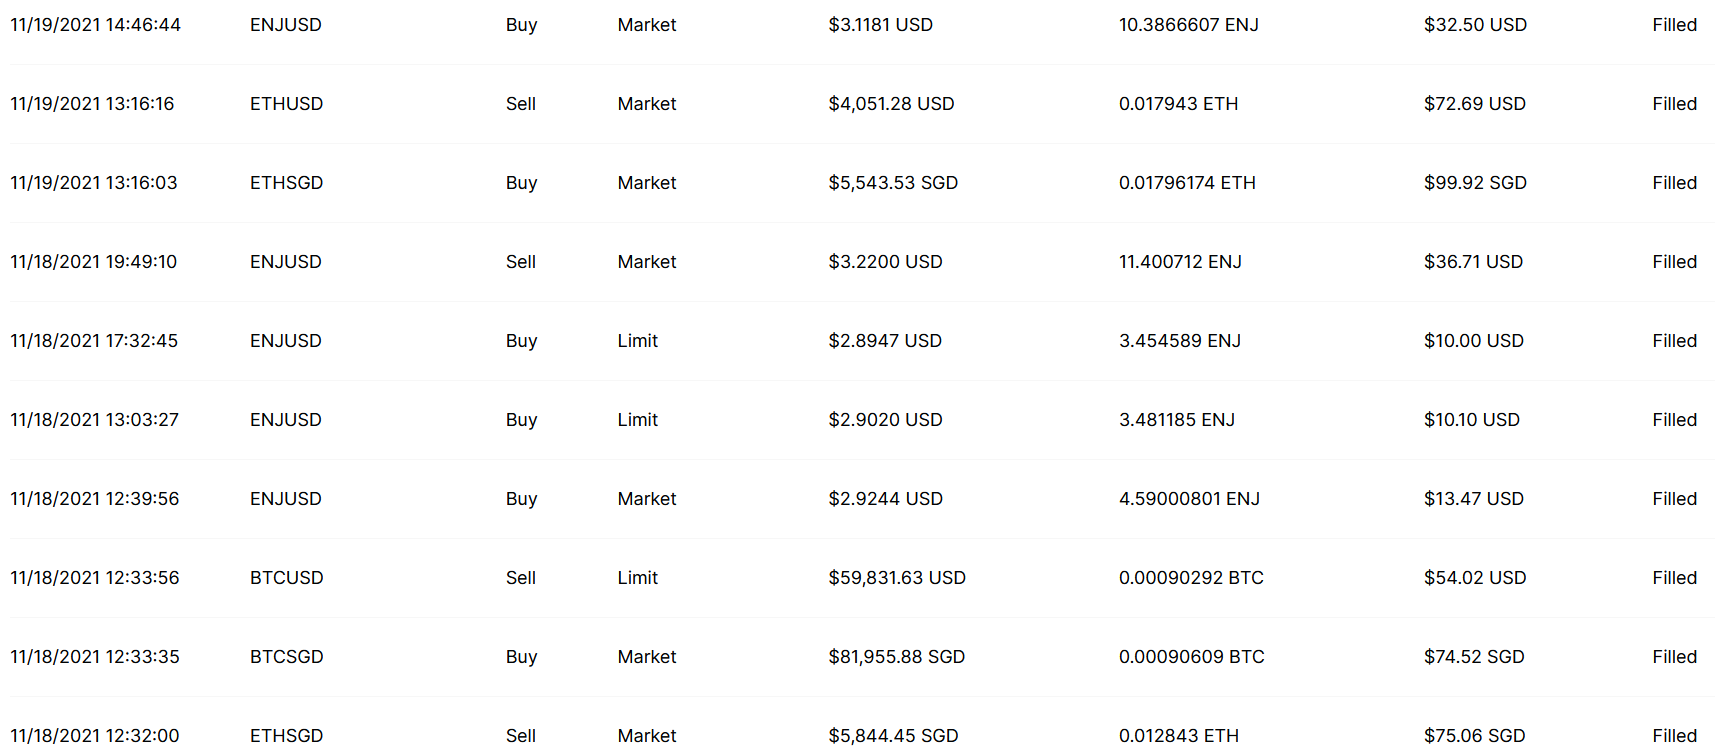 11/19/2021 14:46:44 ENJUSD Buy Market $3.1181 USD 10.3866607 ENJ $32.50 USD Filled
11/19/2021 13:16:16 ETHUSD Sell Market $4,051.28 USD 0.017943 ETH $72.69 USD Filled
11/19/2021 13:16:03 ETHSGD Buy Market $5,543.53 SGD 0.01796174 ETH $99.92 SGD Filled
11/18/2021 19:49:10 ENJUSD Sell Market $3.2200 USD 11.400712 ENJ $36.71 USD Filled
11/18/2021 17:32:45 ENJUSD Buy Limit $2.8947 USD 3.454589 ENJ $10.00 USD Filled
11/18/2021 13:03:27 ENJUSD Buy Limit $2.9020 USD 3.481185 ENJ $10.10 USD Filled
11/18/2021 12:39:56 ENJUSD Buy Market $2.9244 USD 4.59000801 ENJ $13.47 USD Filled
11/18/2021 12:33:56 BTCUSD Sell Limit $59,831.63 USD 0.00090292 BTC $54.02 USD Filled
11/18/2021 12:33:35 BTCSGD Buy Market $81,955.88 SGD 0.00090609 BTC $74.52 SGD Filled
11/18/2021 12:32:00 ETHSGD Sell Market $5,844.45 SGD 0.012843 ETH $75.06 SGD Filled